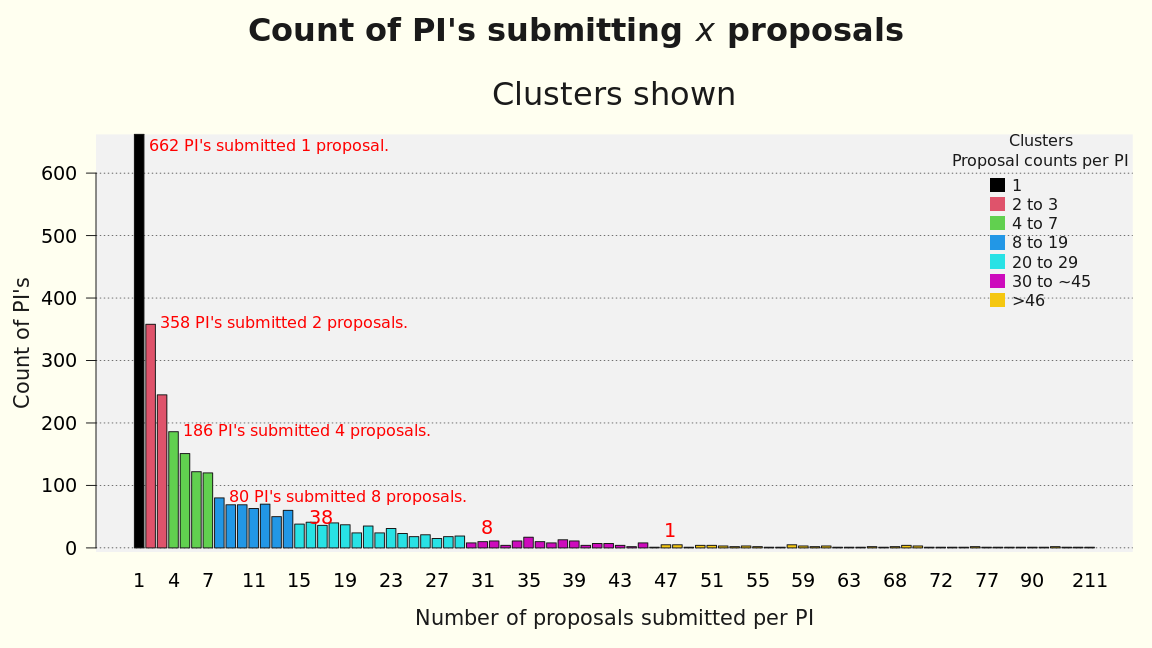 Count of PI's submitting x proposals
Clusters shown
Count of PI's
600
500
400
300
200
100
0
662 PI's submitted 1 proposal.
358 PI's submitted 2 proposals.
186 PI's submitted 4 proposals.
80 PI's submitted 8 proposals.
38
8
1
Clusters
Proposal counts per PI
1
2 to 3
4 to 7
8 to 19
20 to 29
30 to ~45
>46
1 4 7 11 15 19 23 27 31 35 39 43 47 51 55 59 63 68 72 77 90 211
Number of proposals submitted per PI